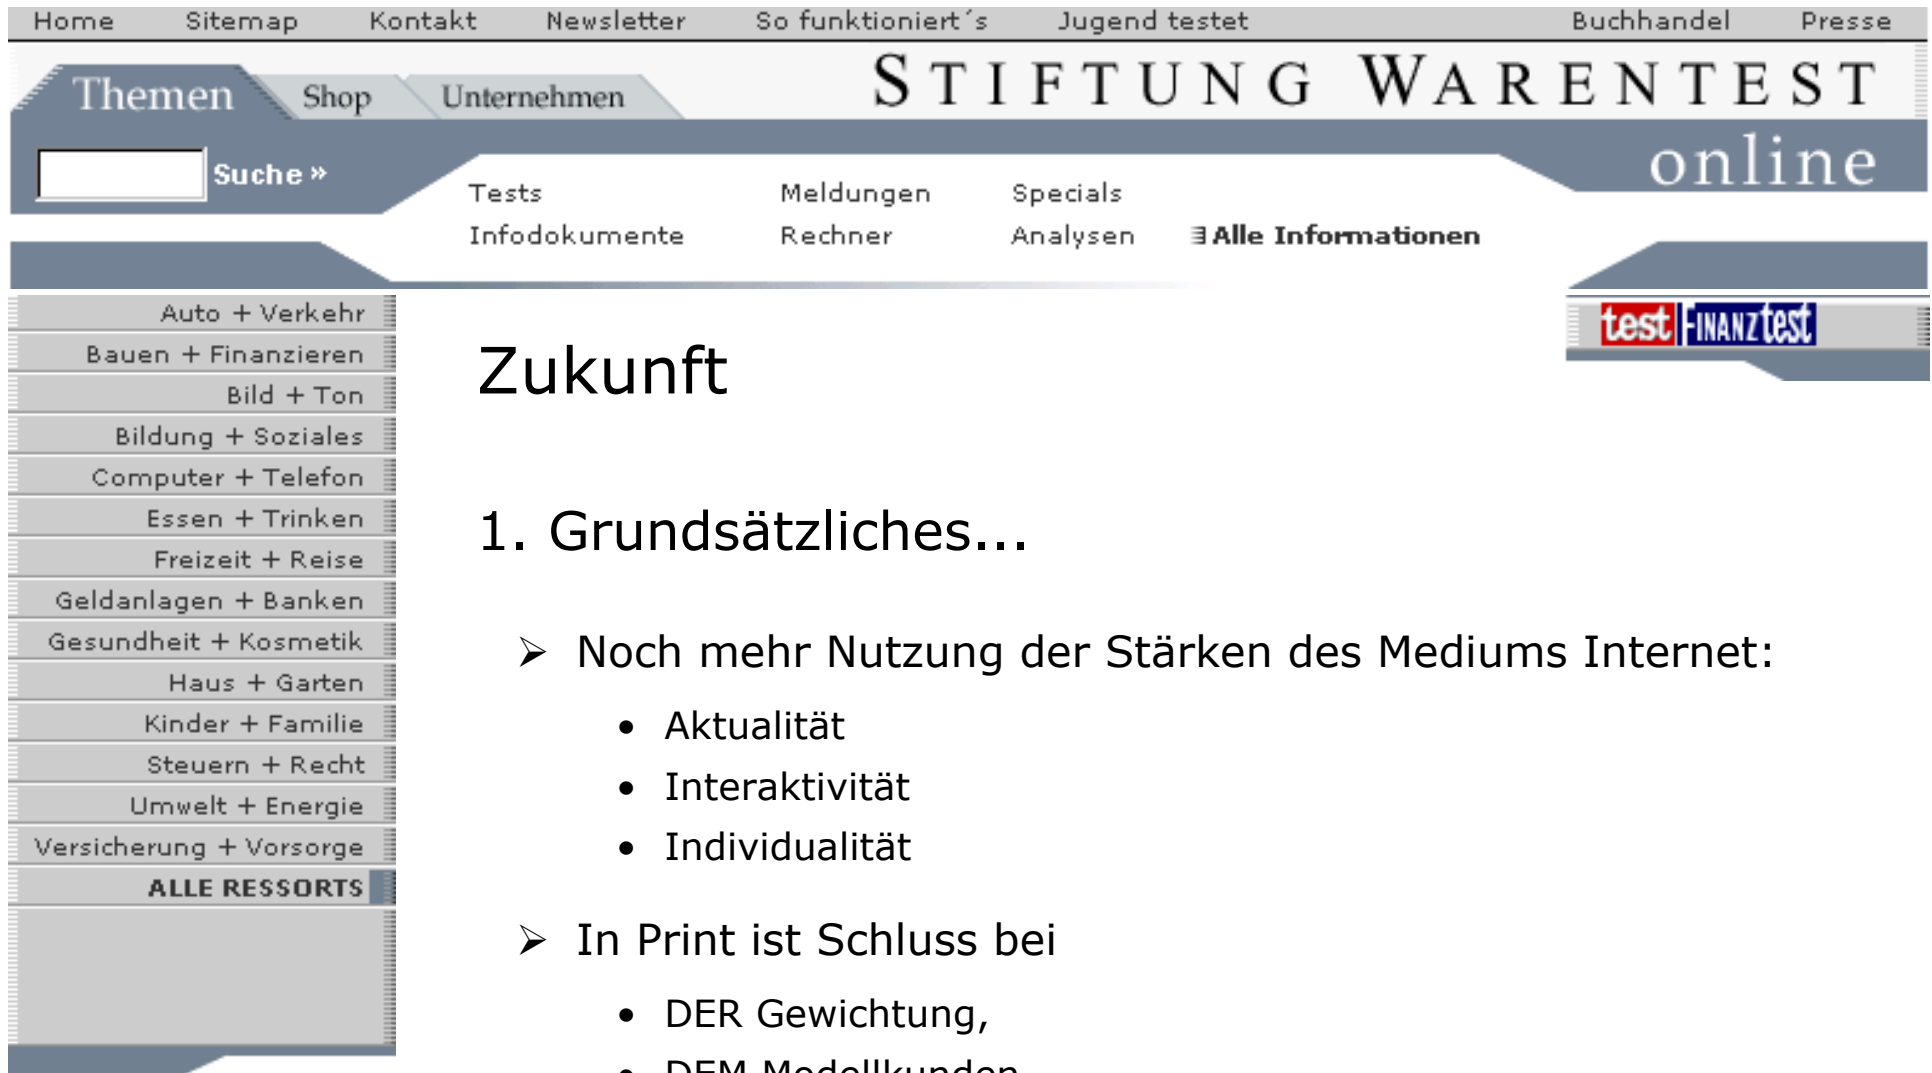 Home Sitemap Kontakt Newsletter So funktioniert´s Jugend testet Buchhandel Presse
Themen Shop Unternehmen STIFTUNG WARENTEST
online
Suche »
Tests Meldungen Specials
Infodokumente Rechner Analysen Alle Informationen
test FINANZtest
Auto + Verkehr
Bauen + Finanzieren
Bild + Ton
Bildung + Soziales
Computer + Telefon
Essen + Trinken
Freizeit + Reise
Geldanlagen + Banken
Gesundheit + Kosmetik
Haus + Garten
Kinder + Familie
Steuern + Recht
Umwelt + Energie
Versicherung + Vorsorge
ALLE RESSORTS
Zukunft
1. Grundsätzliches...
➢ Noch mehr Nutzung der Stärken des Mediums Internet:
• Aktualität
• Interaktivität
• Individualität
➢ In Print ist Schluss bei
• DER Gewichtung,
• DEM Modellkunden